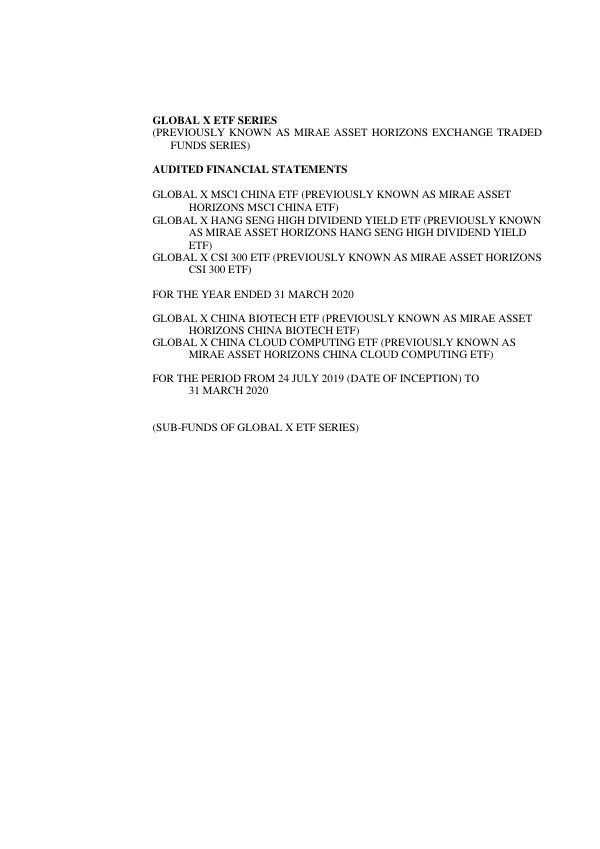 GLOBAL X ETF SERIES
(PREVIOUSLY KNOWN AS MIRAE ASSET HORIZONS EXCHANGE TRADED
FUNDS SERIES)
AUDITED FINANCIAL STATEMENTS
GLOBAL X MSCI CHINA ETF (PREVIOUSLY KNOWN AS MIRAE ASSET
HORIZONS MSCI CHINA ETF)
GLOBAL X HANG SENG HIGH DIVIDEND YIELD ETF (PREVIOUSLY KNOWN
AS MIRAE ASSET HORIZONS HANG SENG HIGH DIVIDEND YIELD
ETF)
GLOBAL X CSI 300 ETF (PREVIOUSLY KNOWN AS MIRAE ASSET HORIZONS
CSI 300 ETF)
FOR THE YEAR ENDED 31 MARCH 2020
GLOBAL X CHINA BIOTECH ETF (PREVIOUSLY KNOWN AS MIRAE ASSET
HORIZONS CHINA BIOTECH ETF)
GLOBAL X CHINA CLOUD COMPUTING ETF (PREVIOUSLY KNOWN AS
MIRAE ASSET HORIZONS CHINA CLOUD COMPUTING ETF)
FOR THE PERIOD FROM 24 JULY 2019 (DATE OF INCEPTION) TO
31 MARCH 2020
(SUB-FUNDS OF GLOBAL X ETF SERIES)